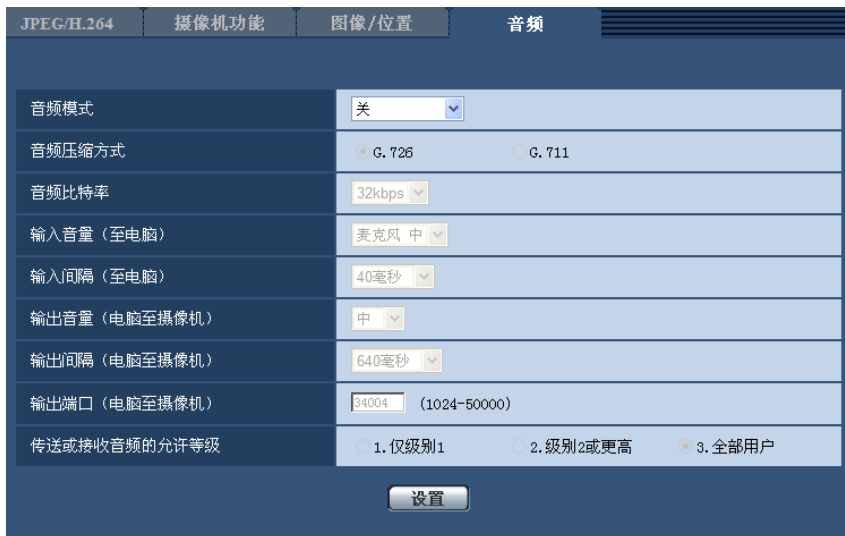 JPEG/H.264 摄像机功能 图像/位置 音频
音频模式 关
音频压缩方式 G.726 G.711
音频比特率 32kbps
输入音量（至电脑） 麦克风 中
输入间隔（至电脑） 40毫秒
输出音量（电脑至摄像机） 中
输出间隔（电脑至摄像机） 640毫秒
输出端口（电脑至摄像机） 34004 (1024-50000)
传送或接收音频的允许等级 1.仅级别1 2.级别2或更高 3.全部用户
设置